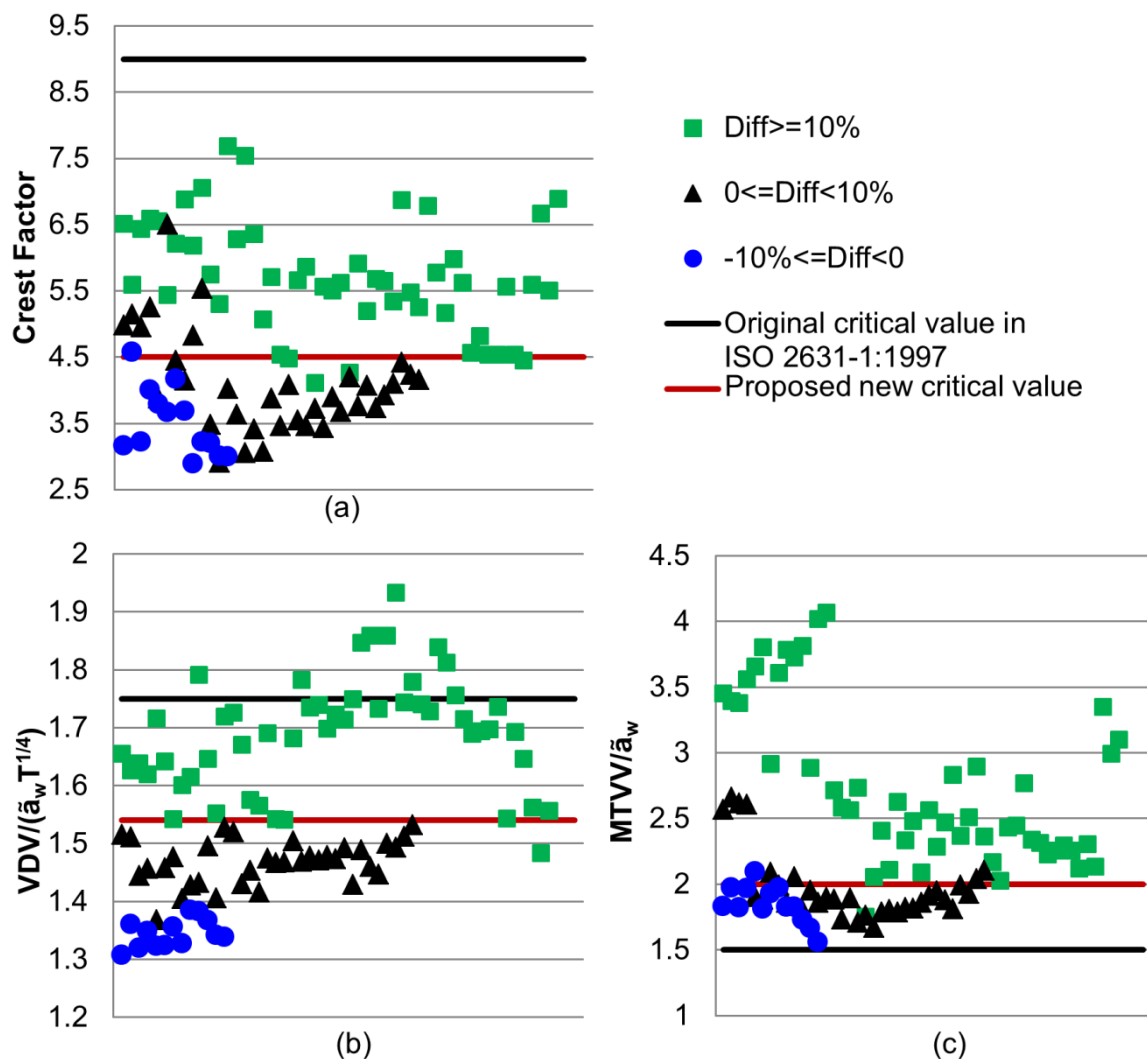 9.5
8.5
7.5
6.5
5.5
4.5
3.5
2.5
Crest Factor
(a)
Diff>=10%
0<=Diff<10%
-10%<=Diff<0
Original critical value in
ISO 2631-1:1997
Proposed new critical value
2
1.9
1.8
1.7
1.6
1.5
1.4
1.3
1.2
VDV/(ãwT1/4)
(b)
4.5
4
3.5
3
2.5
2
1.5
1
MTVV/ãw
(c)